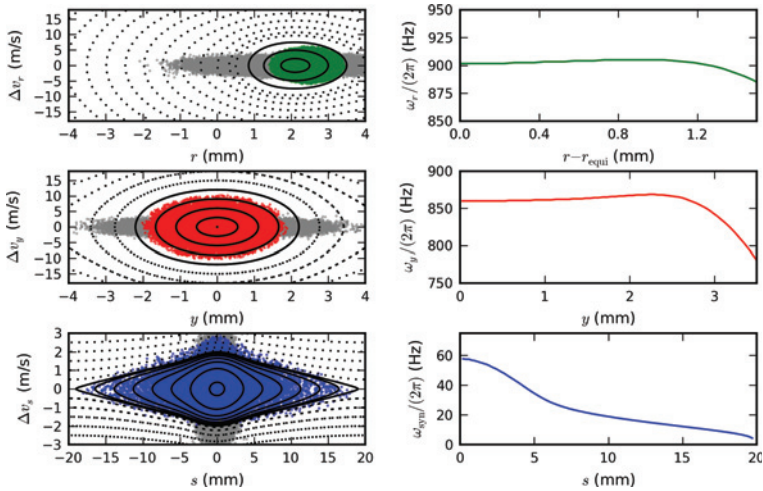 Δv_r (m/s)
15
10
5
0
−5
−10
−15
−4 −3 −2 −1 0 1 2 3 4
r (mm)
ω_r/(2π) (Hz)
950
900
850
0.0 0.4 0.8 1.2
r−r_equi (mm)
Δv_y (m/s)
15
10
5
0
−5
−10
−15
−4 −3 −2 −1 0 1 2 3 4
y (mm)
ω_y/(2π) (Hz)
950
850
750
0 1 2 3
y (mm)
Δv_s (m/s)
3
2
1
0
−1
−2
−3
−20 −15 −10 −5 0 5 10 15 20
s (mm)
ω_syn/(2π) (Hz)
60
40
20
0
0 5 10 15 20
s (mm)